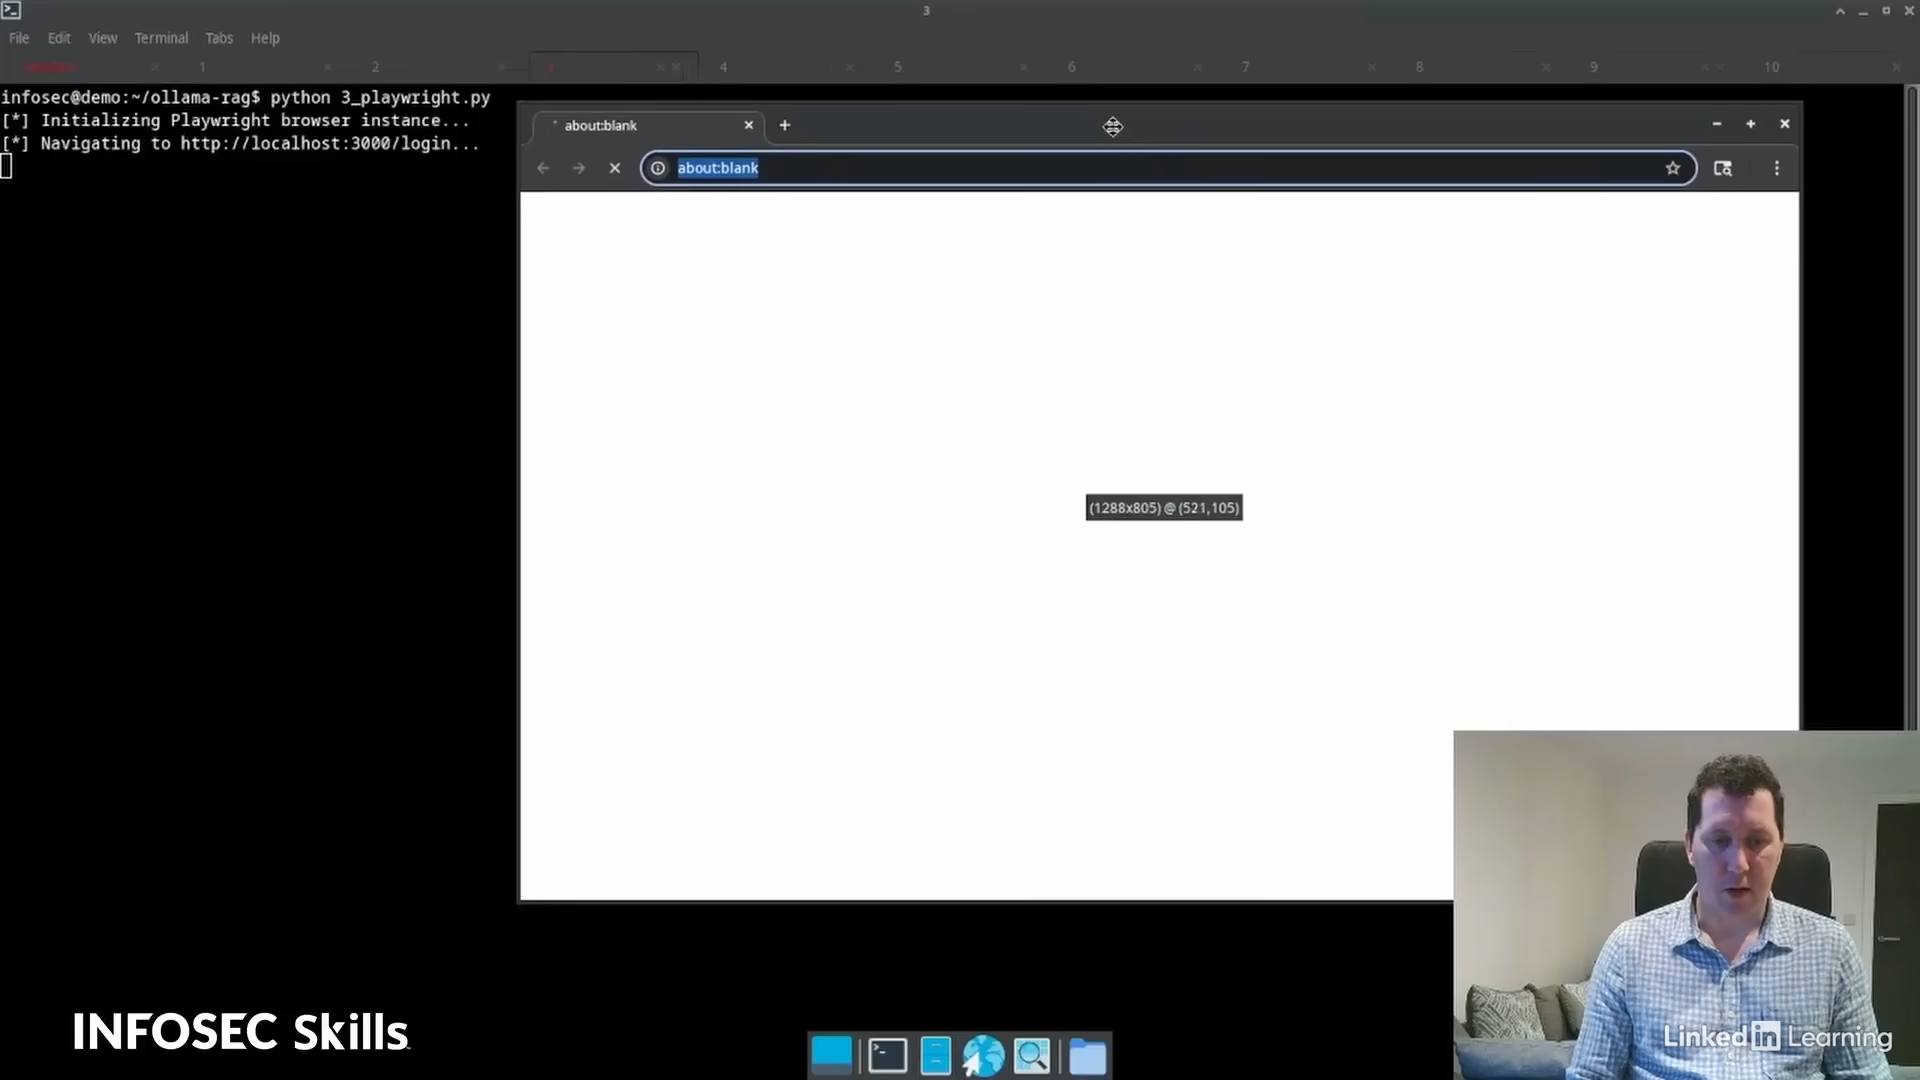 3
File Edit View Terminal Tabs Help
1 2 4 5 6 7 8 9 10
infosec@demo:~/ollama-rag$ python 3_playwright.py
[*] Initializing Playwright browser instance...
[*] Navigating to http://localhost:3000/login...
about:blank
about:blank
(1288x805) @ (521,105)
INFOSEC Skills
LinkedIn Learning